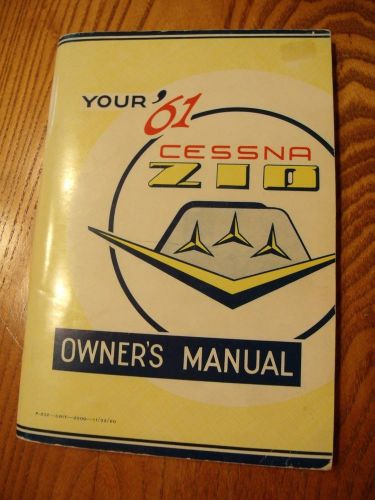 YOUR '61
CESSNA
210
OWNER'S MANUAL